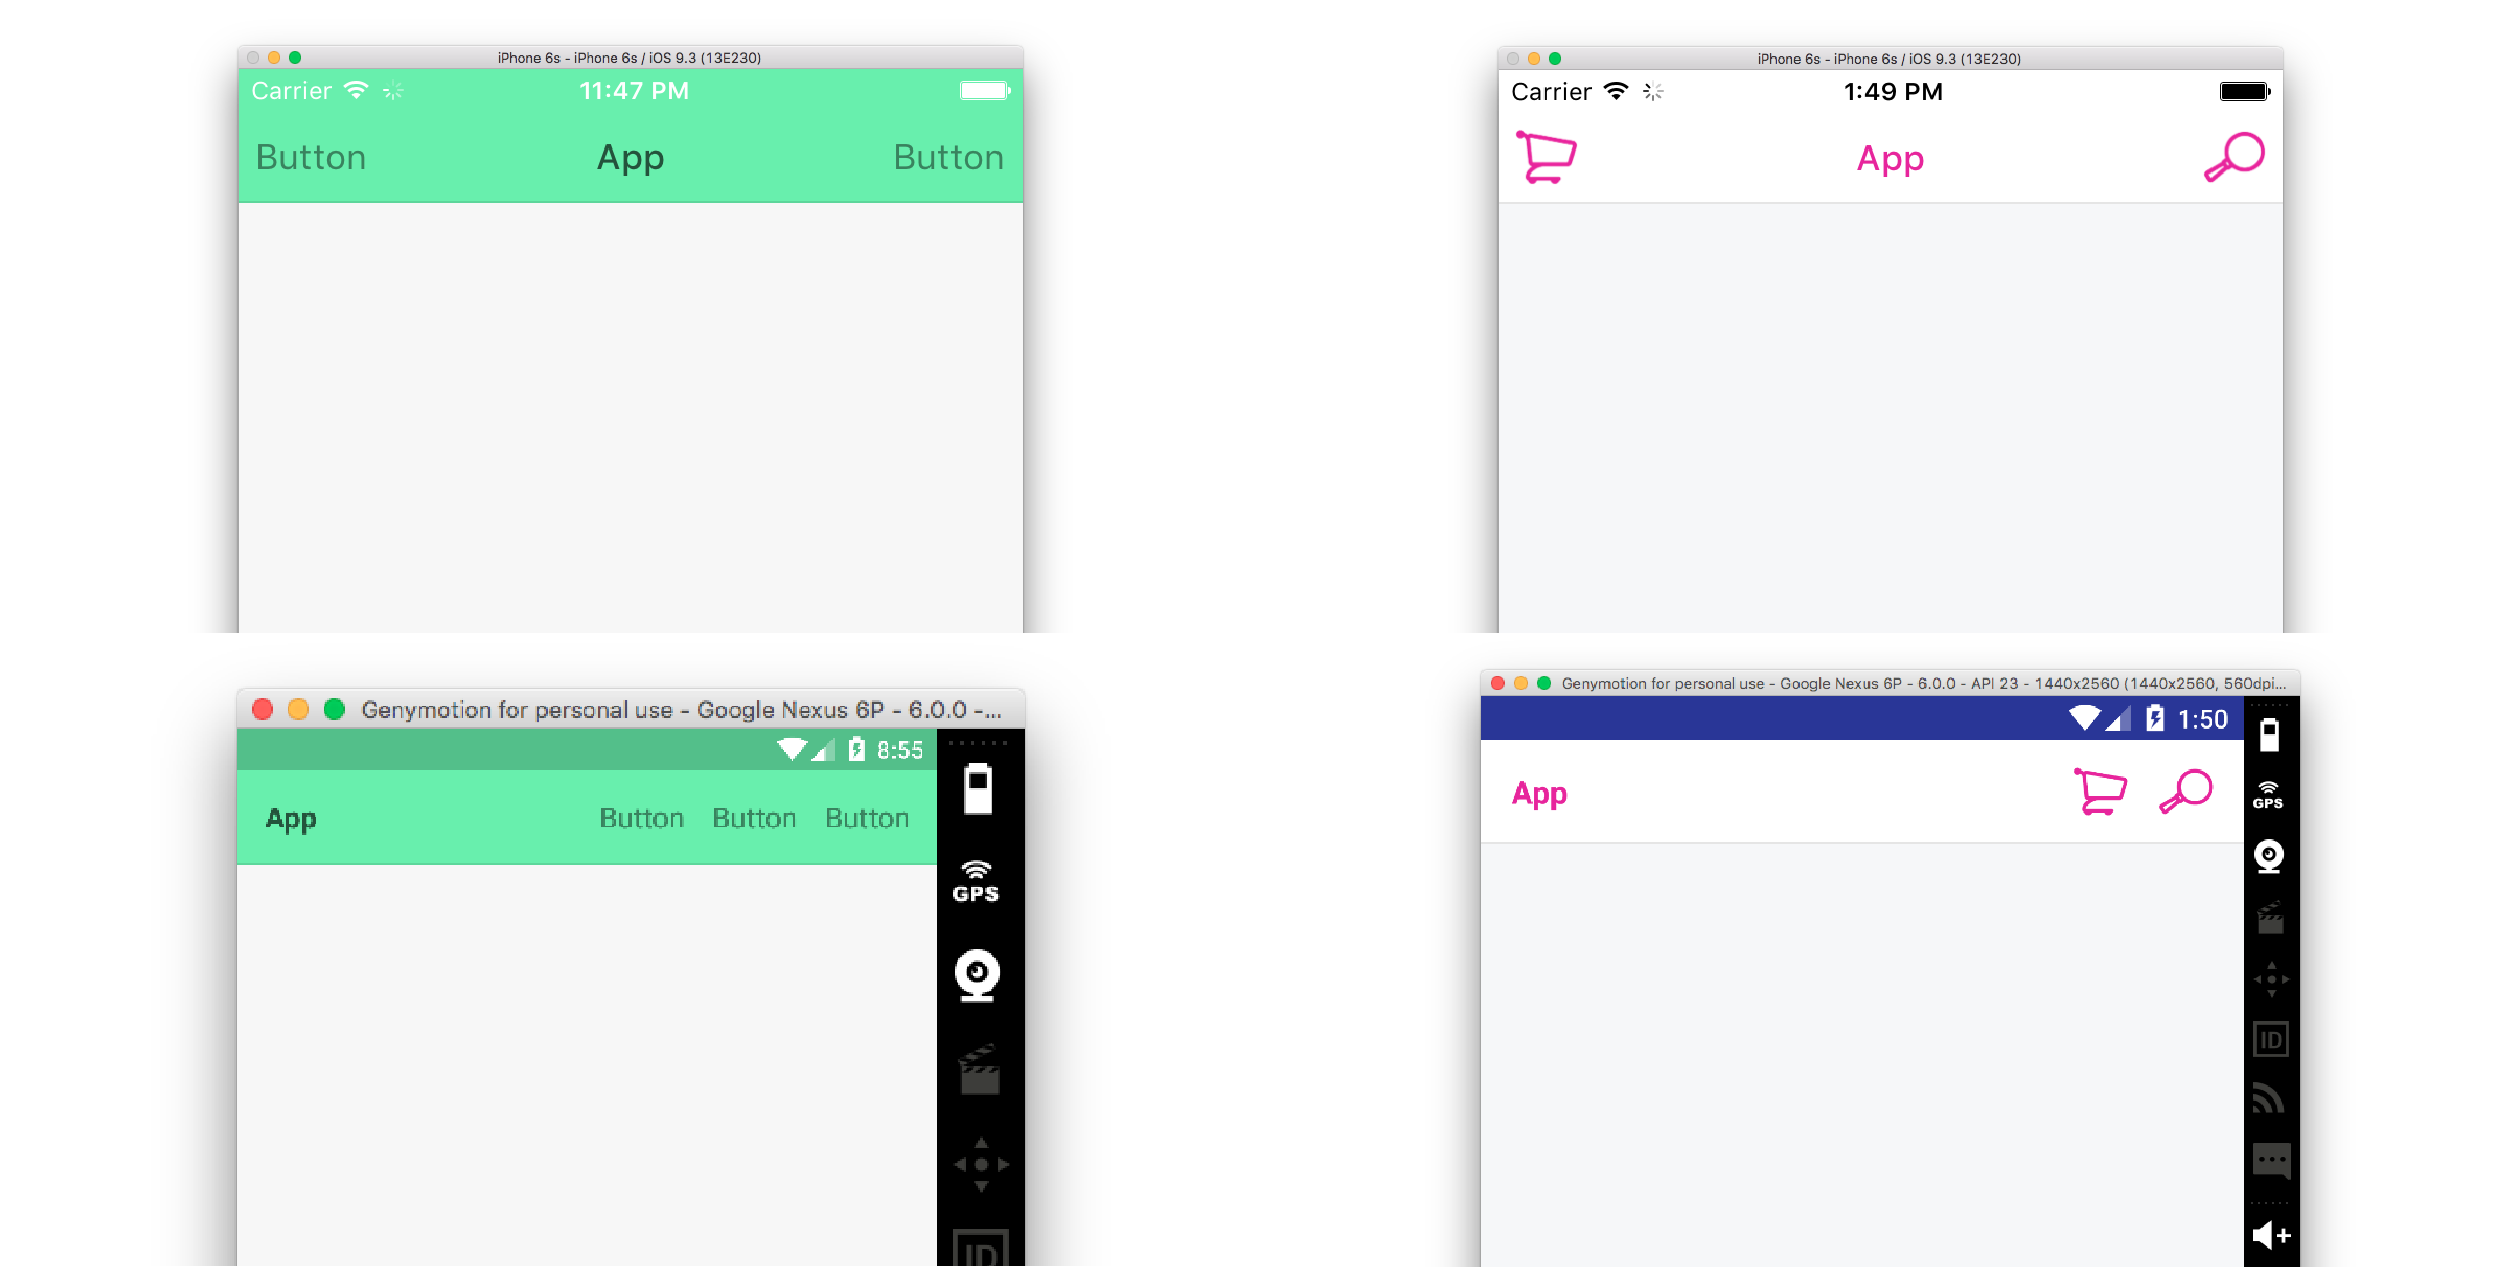 iPhone 6s - iPhone 6s / iOS 9.3 (13E230)
Carrier 11:47 PM
Button App Button
iPhone 6s - iPhone 6s / iOS 9.3 (13E230)
Carrier 1:49 PM
App
Genymotion for personal use - Google Nexus 6P - 6.0.0 -...
8:55
App Button Button Button
GPS
ID
Genymotion for personal use - Google Nexus 6P - 6.0.0 - API 23 - 1440x2560 (1440x2560, 560dpi...
1:50
App
GPS
ID